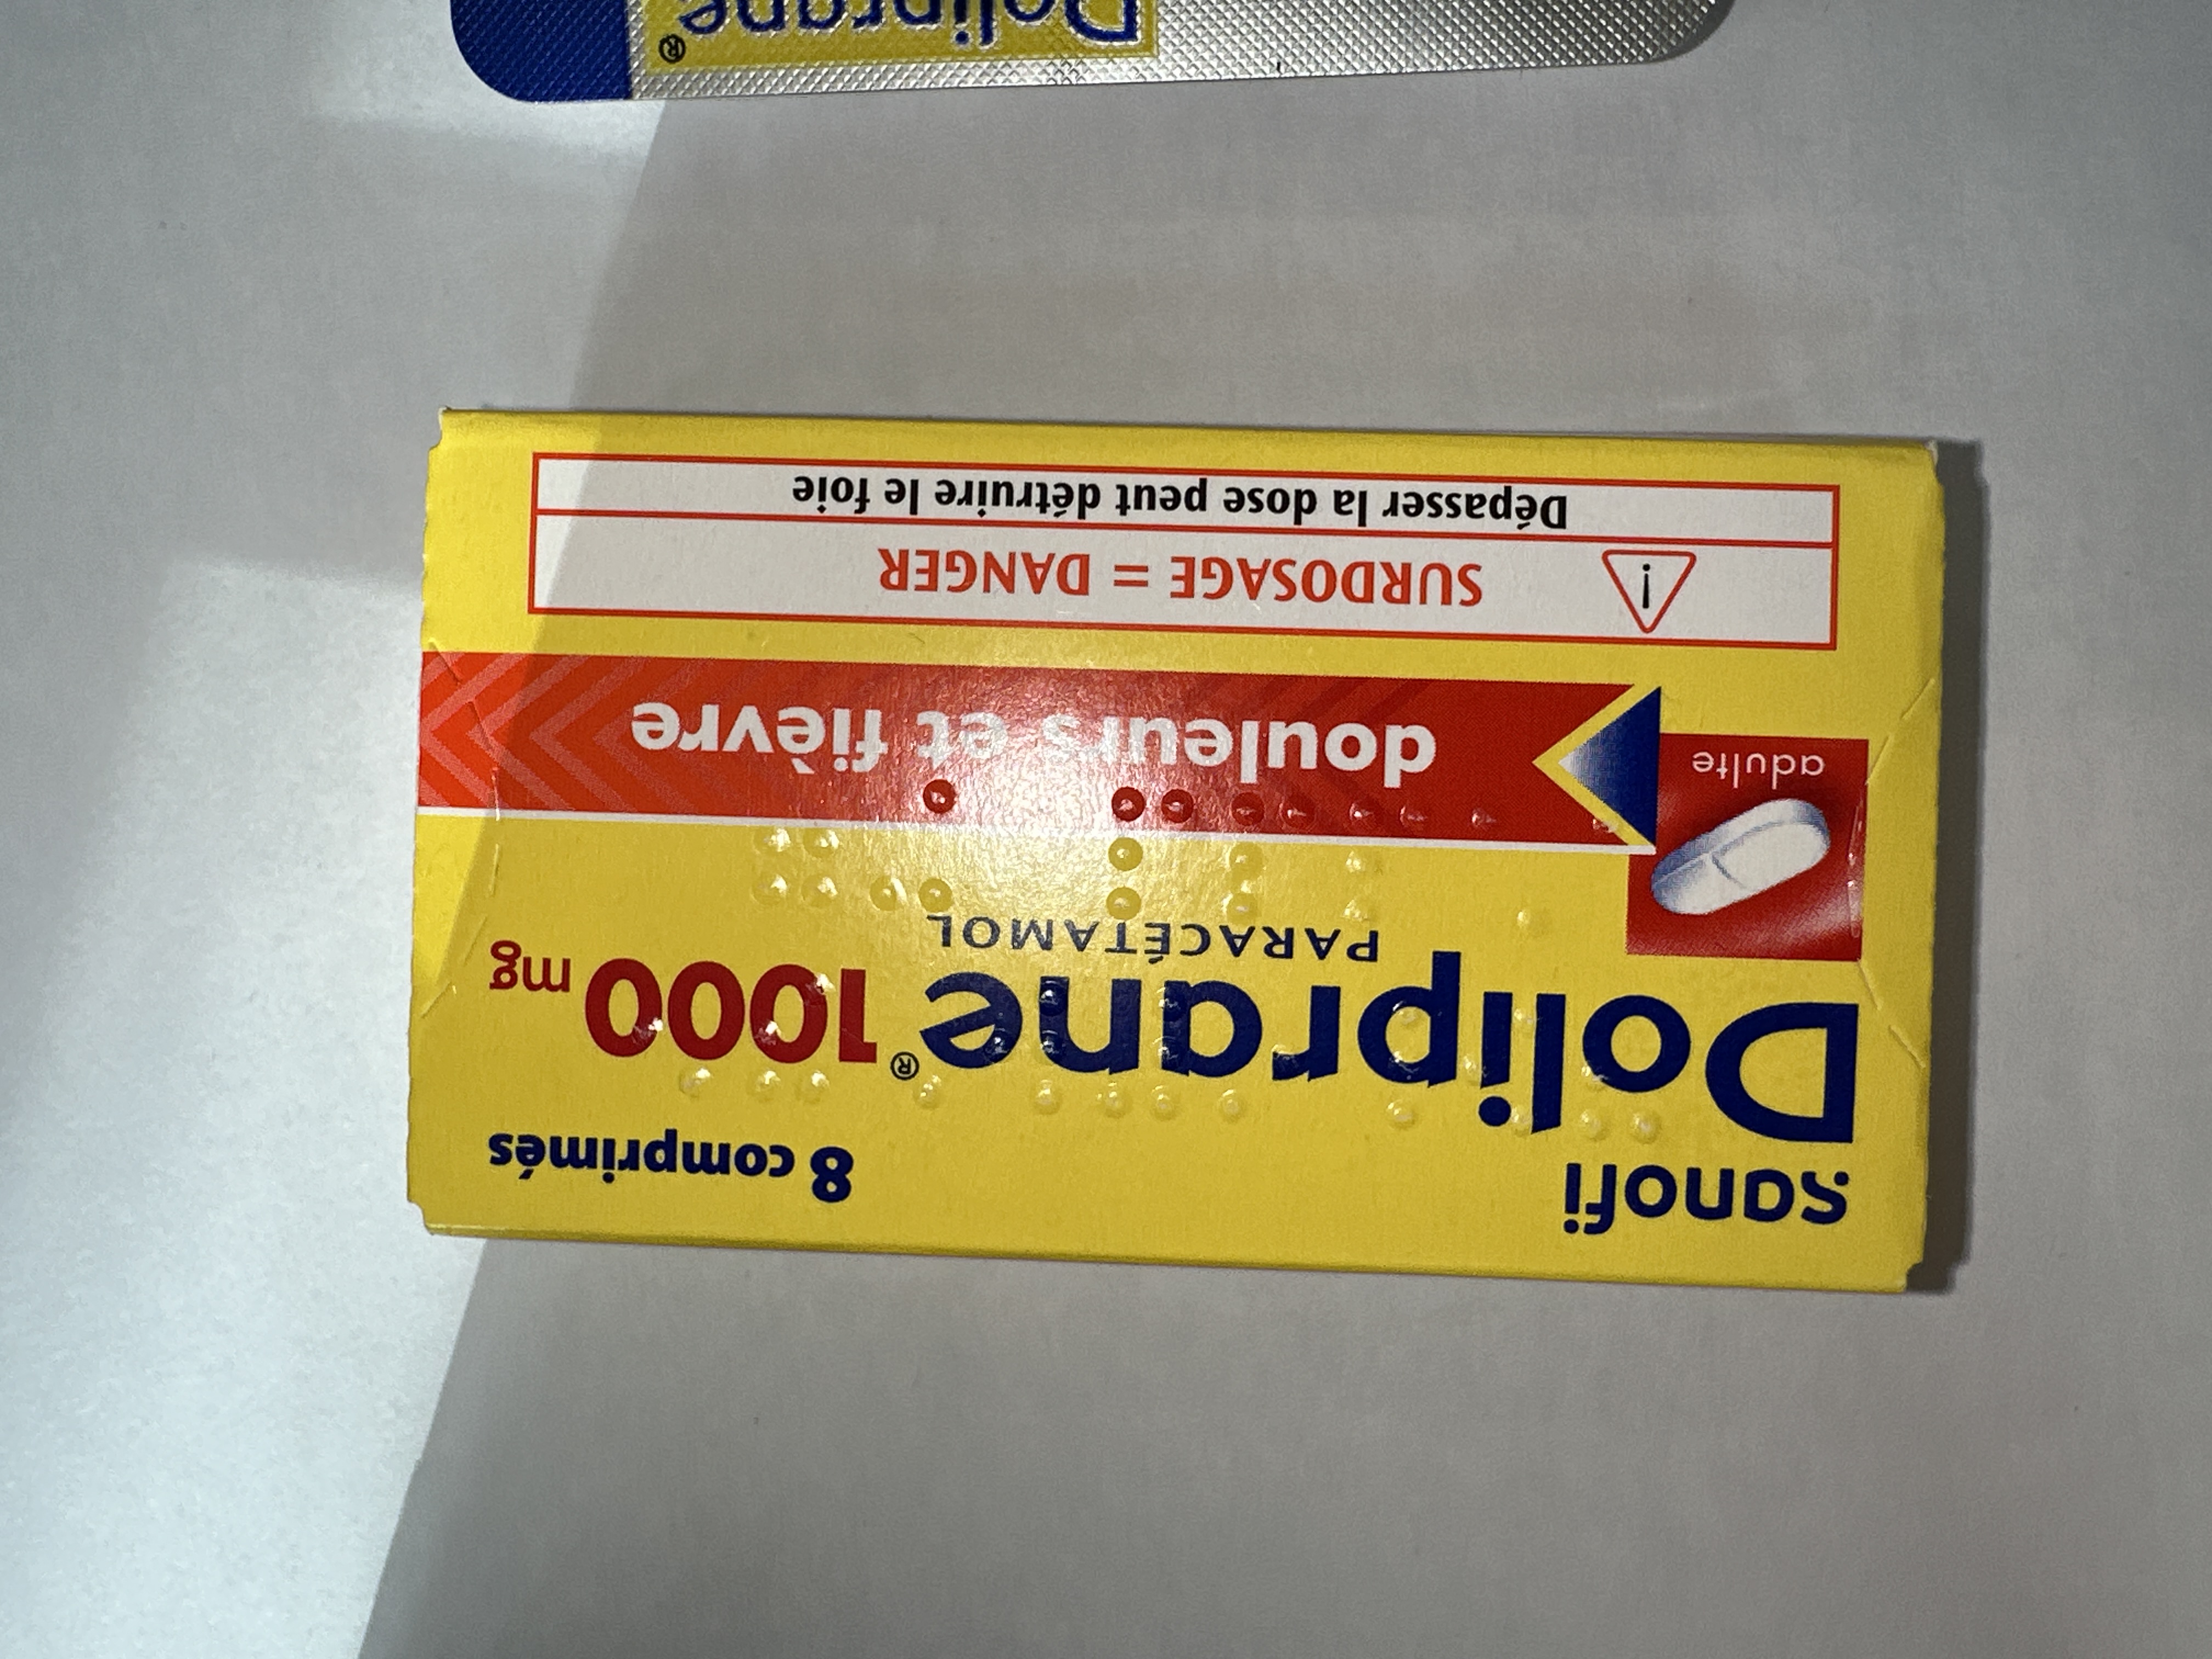 sanofi
8 comprimés
Doliprane® 1000 mg
PARACÉTAMOL
adulte
douleurs et fièvre
! SURDOSAGE = DANGER
Dépasser la dose peut détruire le foie
Doliprane®